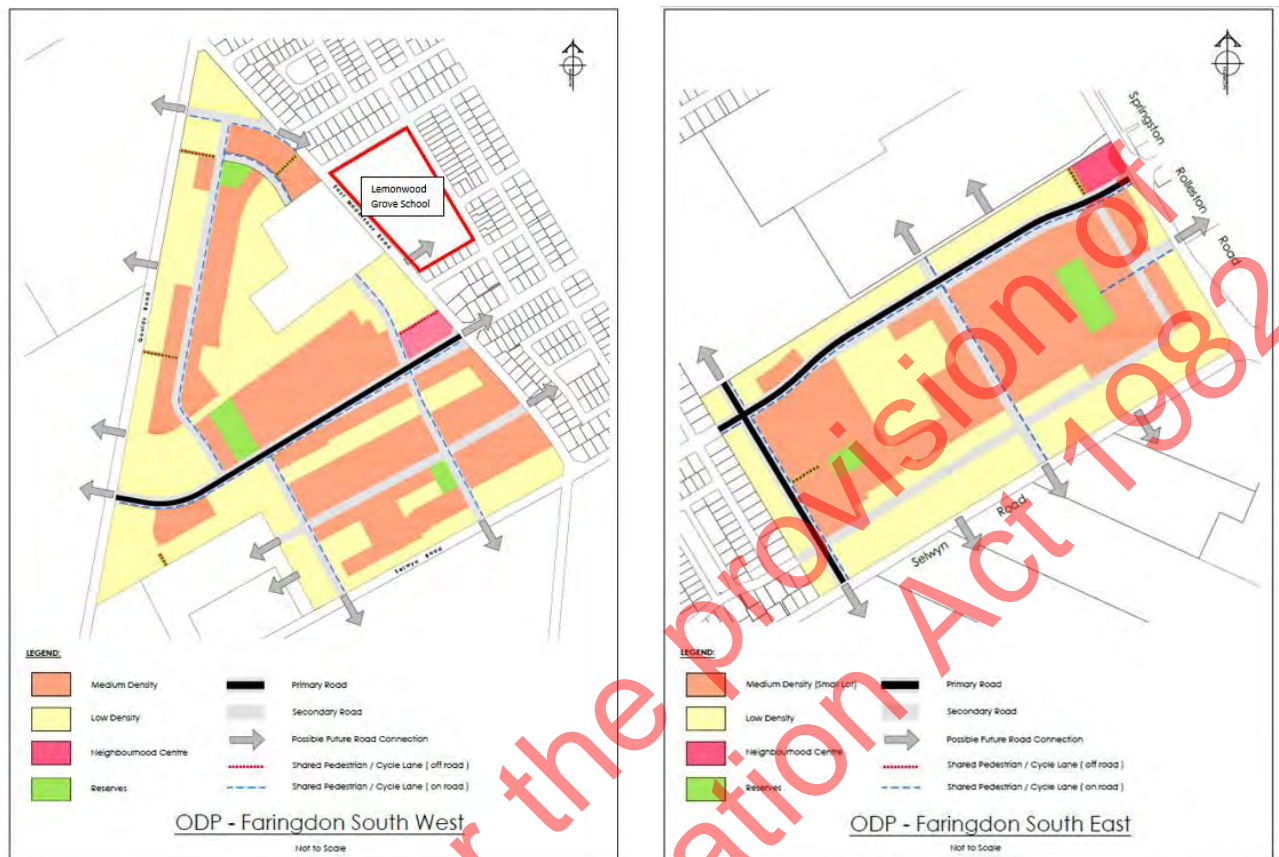 Lemonwood
Grove School
East Maddisons Road
Goulds Road
Selwyn Road
LEGEND:
Medium Density
Primary Road
Low Density
Secondary Road
Neighbourhood Centre
Possible Future Road Connection
Reserves
Shared Pedestrian / Cycle Lane ( off road )
Shared Pedestrian / Cycle Lane ( on road )
ODP - Faringdon South West
Not to Scale
Springston
Rolleston
Road
Selwyn
Road
LEGEND:
Medium Density (Small Lot)
Primary Road
Low Density
Secondary Road
Neighbourhood Centre
Possible Future Road Connection
Reserves
Shared Pedestrian / Cycle Lane ( off road )
Shared Pedestrian / Cycle Lane ( on road )
ODP - Faringdon South East
Not to Scale
r the provision of
ation Act 1982